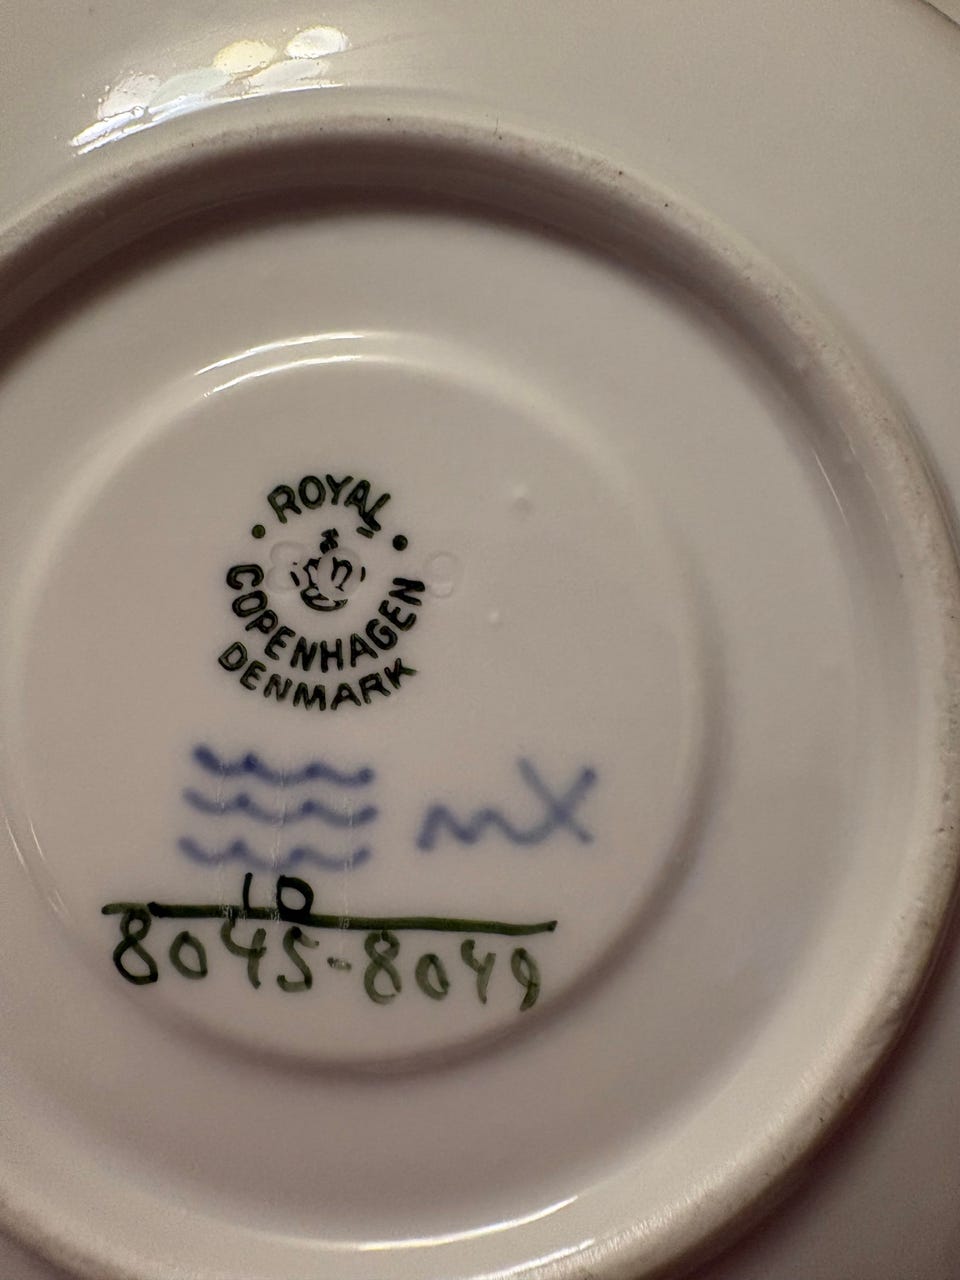 ROYAL
COPENHAGEN
DENMARK
mX
10
8045-8049